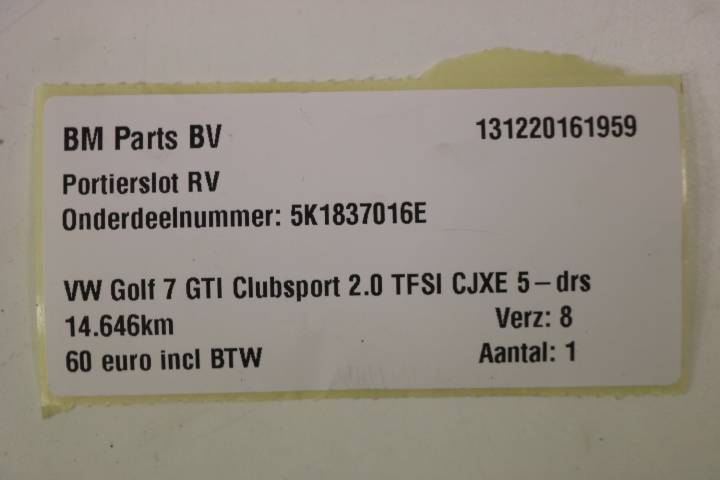 BM Parts BV 131220161959
Portierslot RV
Onderdeelnummer: 5K1837016E
VW Golf 7 GTI Clubsport 2.0 TFSI CJXE 5-drs
14.646km Verz: 8
60 euro incl BTW Aantal: 1